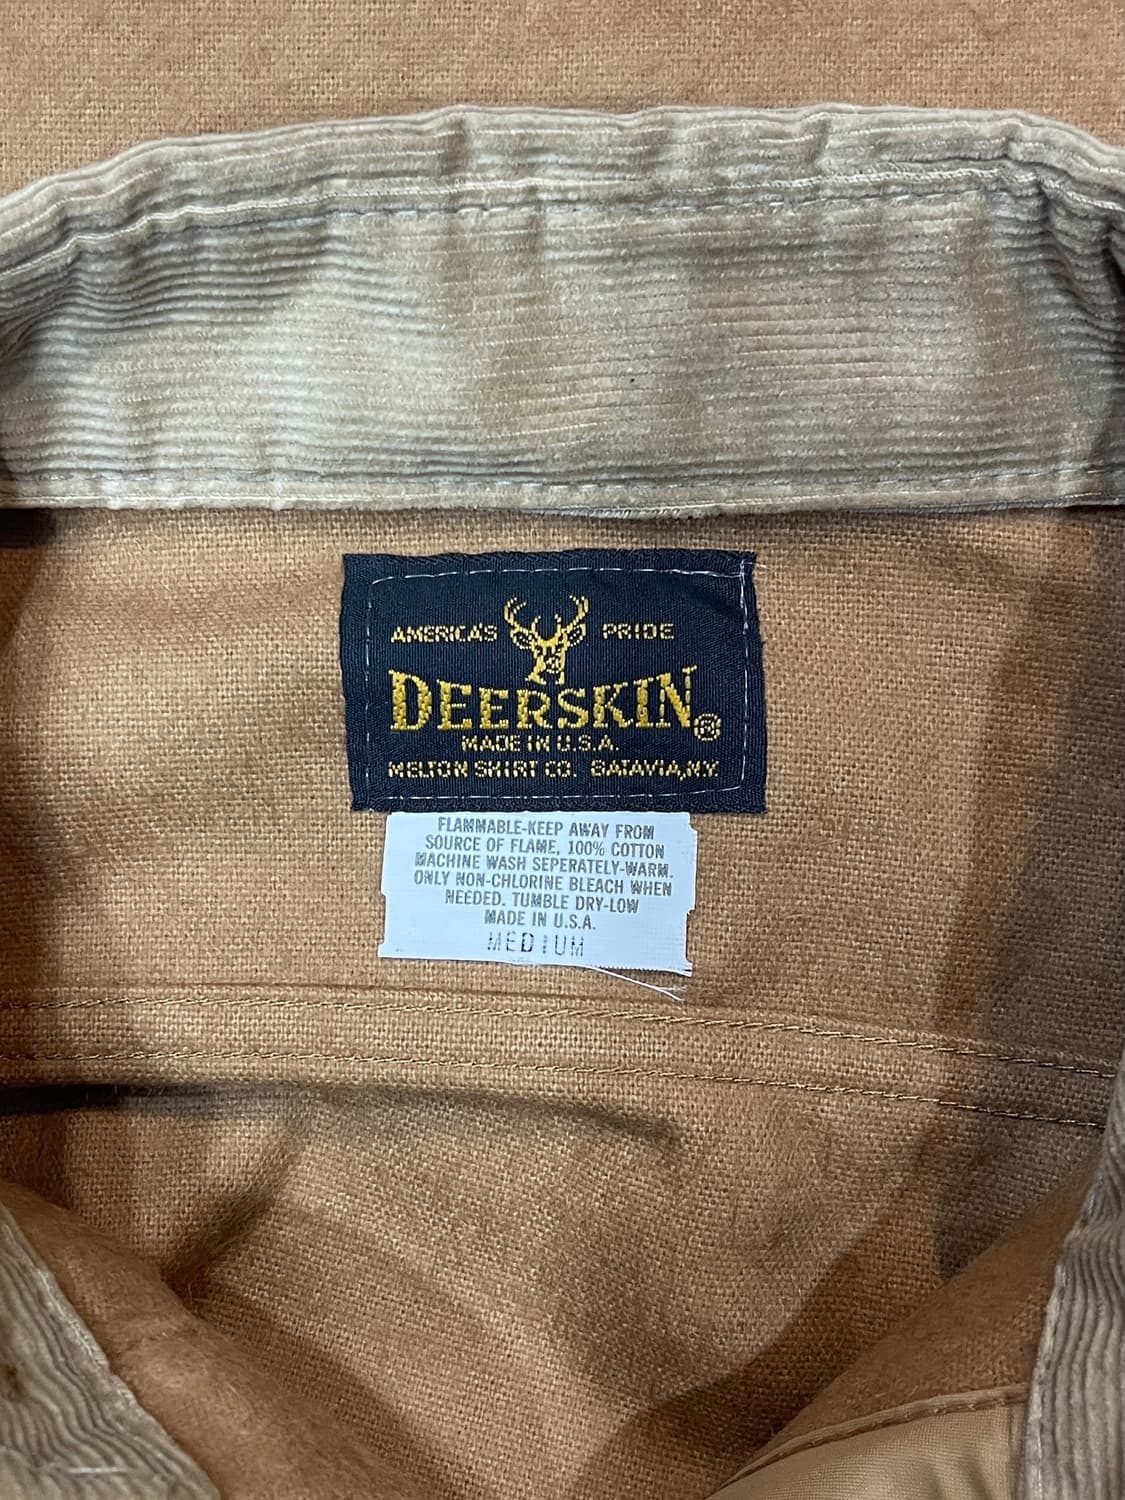 AMERICA'S PRIDE
DEERSKIN®
MADE IN U.S.A.
MELTON SHIRT CO. BATAVIA, N.Y.
FLAMMABLE-KEEP AWAY FROM
SOURCE OF FLAME, 100% COTTON
MACHINE WASH SEPERATELY-WARM.
ONLY NON-CHLORINE BLEACH WHEN
NEEDED. TUMBLE DRY-LOW
MADE IN U.S.A.
MEDIUM